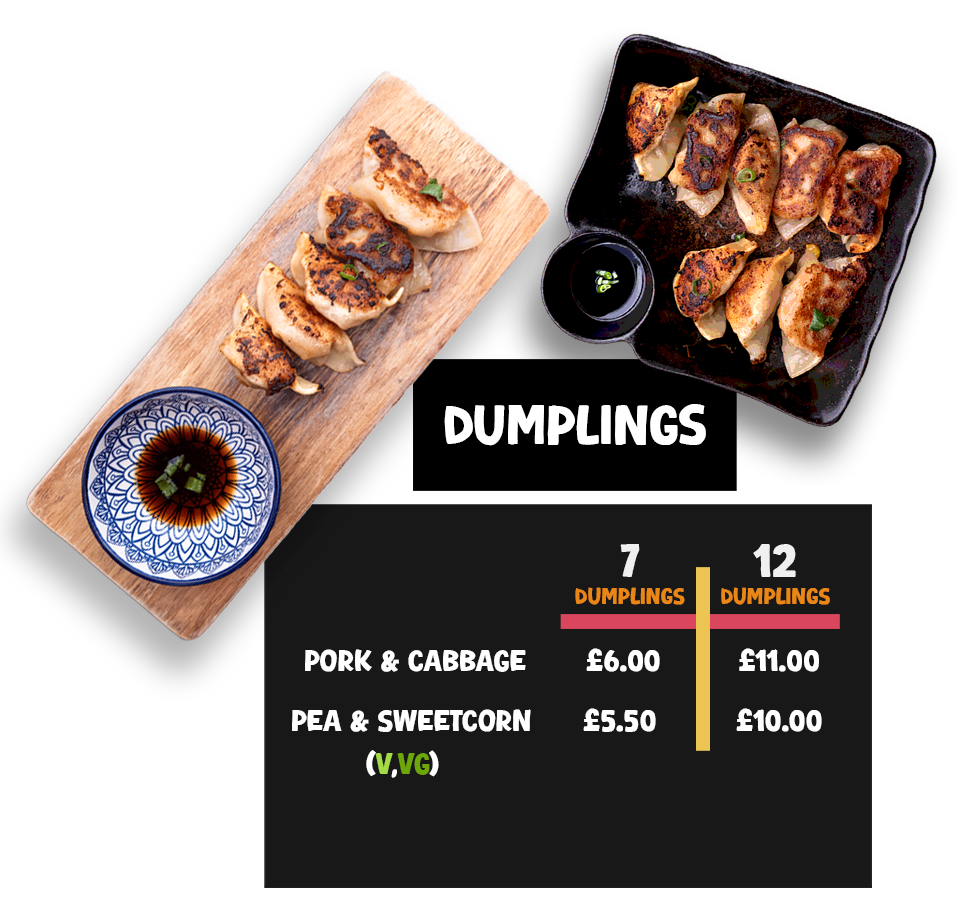 DUMPLINGS
7 12
DUMPLINGS DUMPLINGS
PORK & CABBAGE £6.00 £11.00
PEA & SWEETCORN £5.50 £10.00
(V,VG)